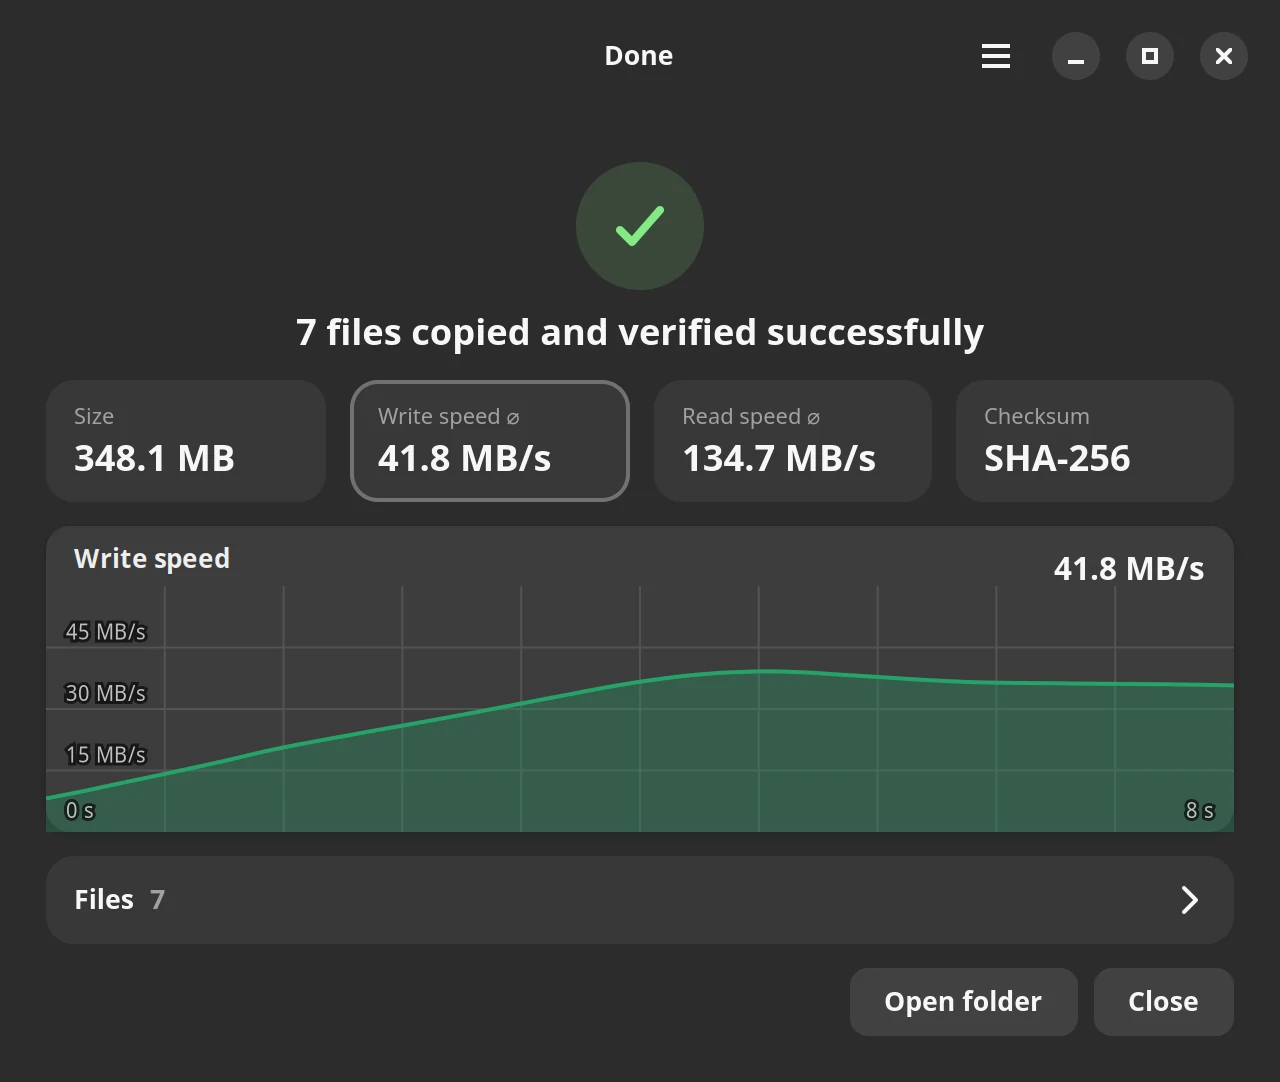 Done
7 files copied and verified successfully
Size
348.1 MB
Write speed ⌀
41.8 MB/s
Read speed ⌀
134.7 MB/s
Checksum
SHA-256
Write speed
41.8 MB/s
45 MB/s
30 MB/s
15 MB/s
0 s
8 s
Files 7
Open folder
Close